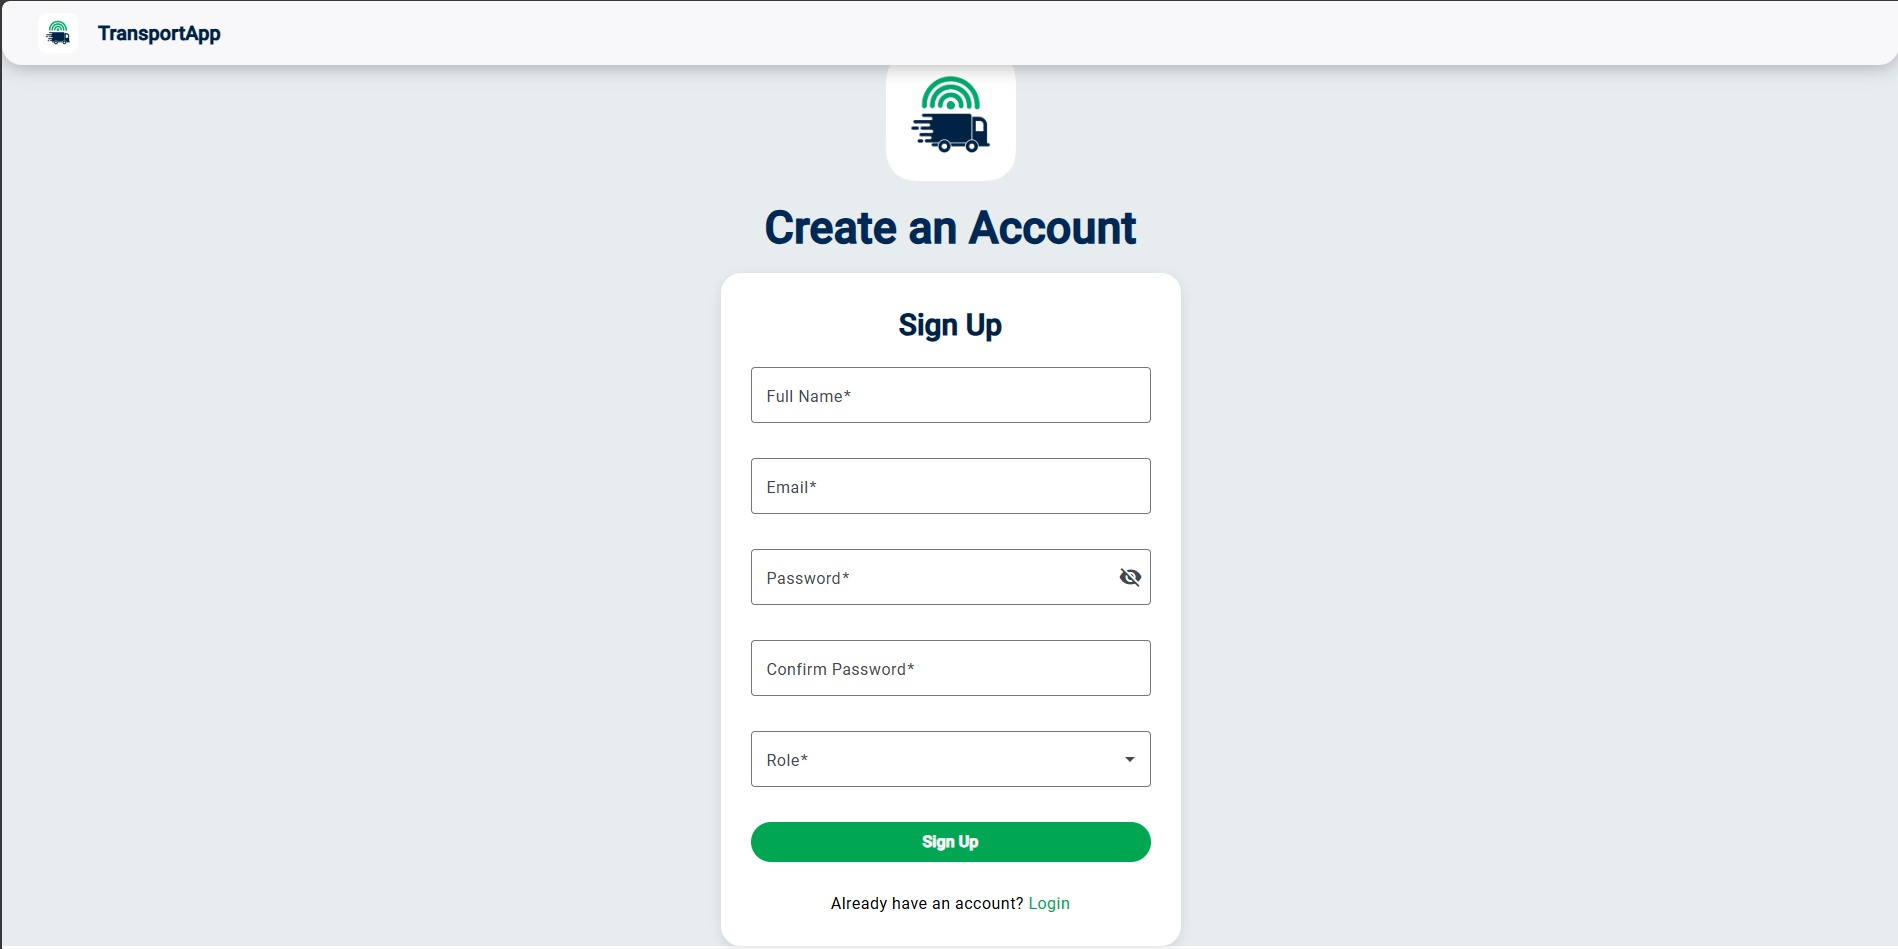 TransportApp
Create an Account
Sign Up
Full Name*
Email*
Password*
Confirm Password*
Role*
Sign Up
Already have an account? Login